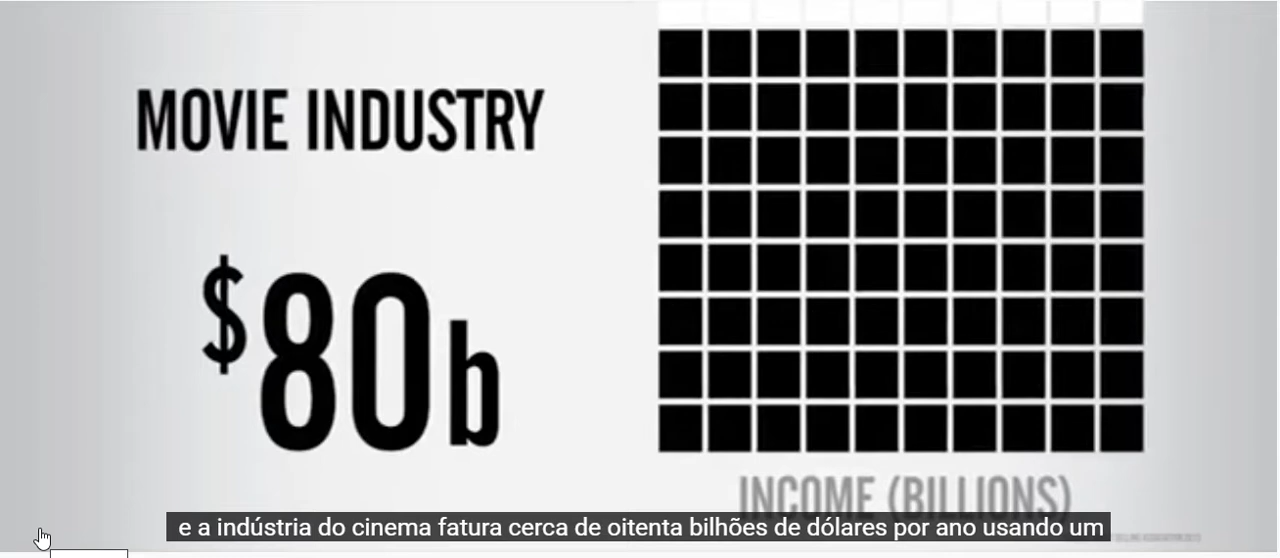 MOVIE INDUSTRY
$80b
INCOME (BILLIONS)
e a indústria do cinema fatura cerca de oitenta bilhões de dólares por ano usando um